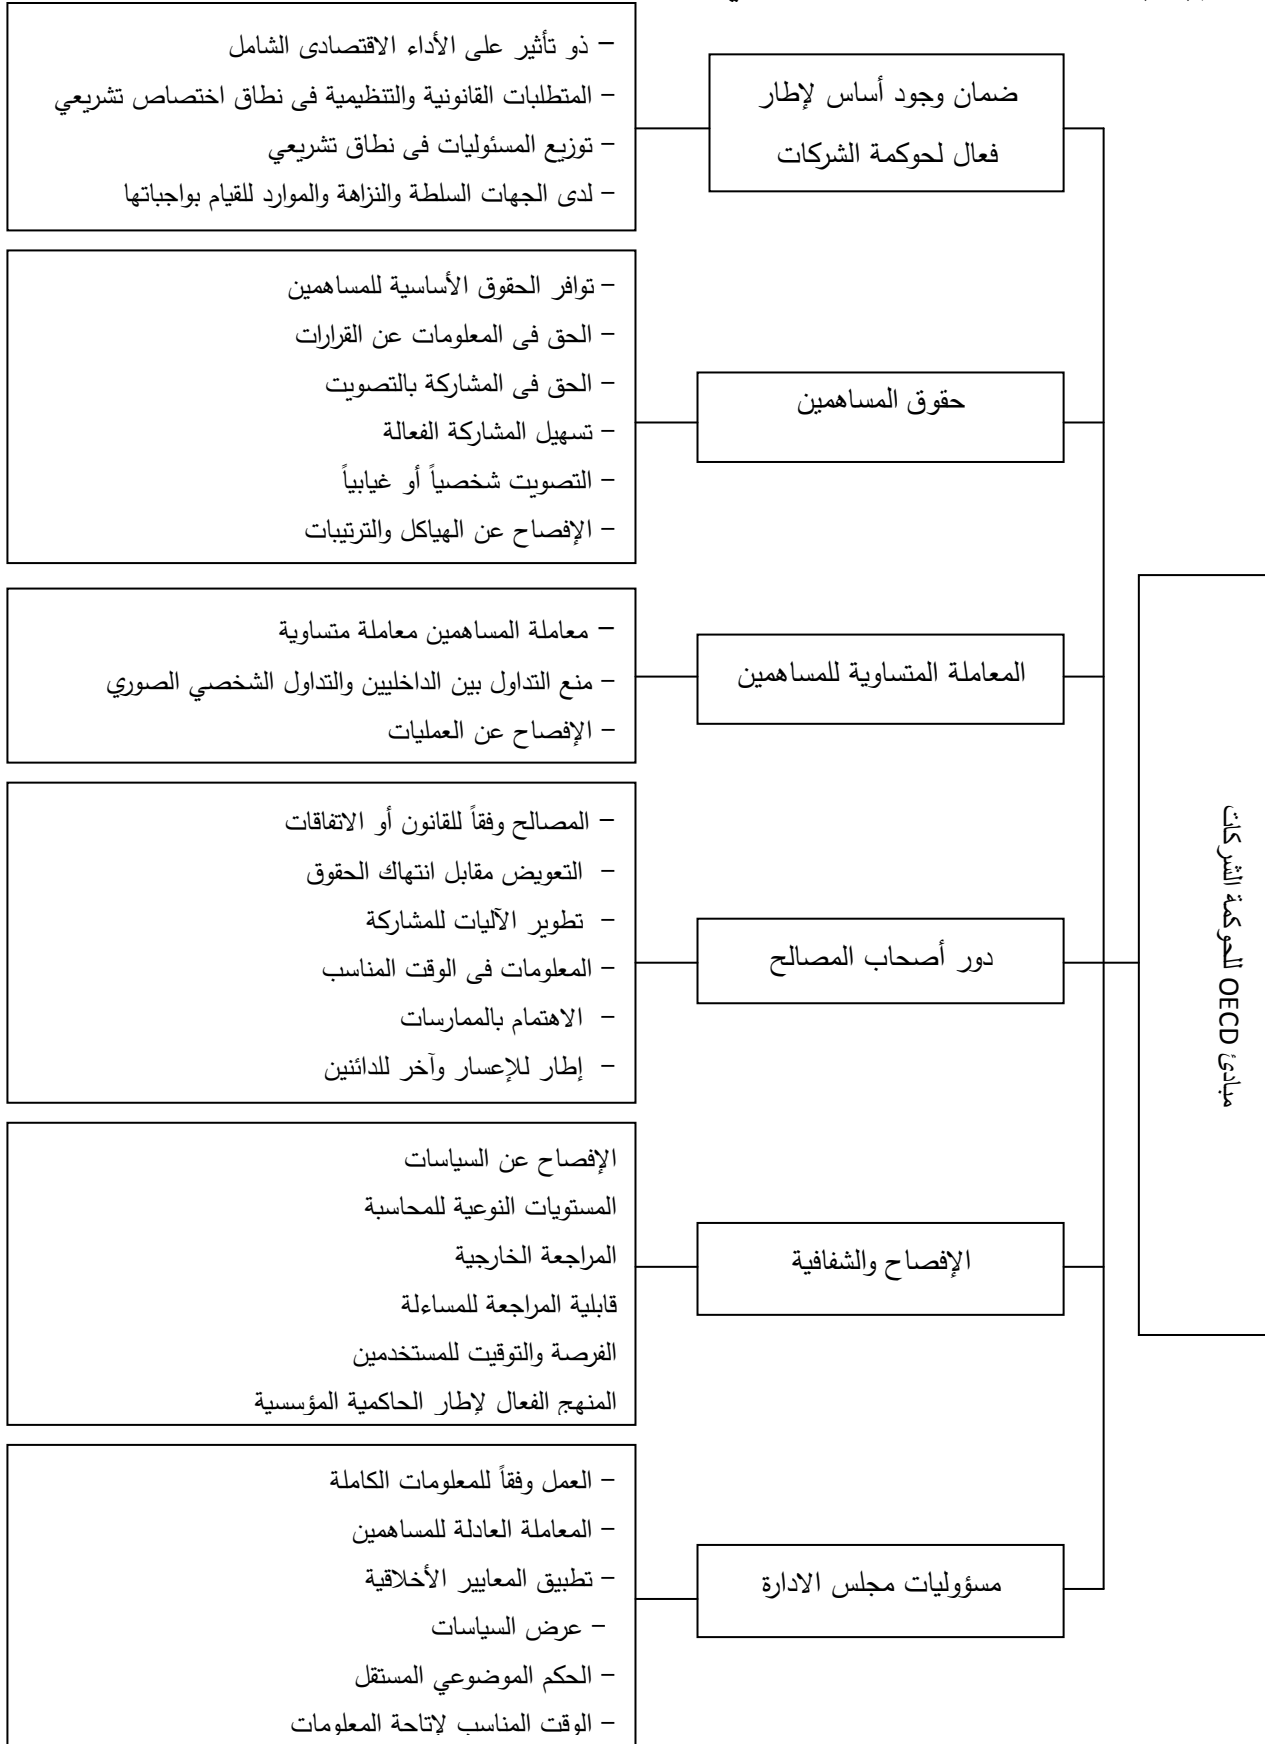 مبادئ OECD للحوكمة الشركات
ضمان وجود أساس لإطار
فعال لحوكمة الشركات
– ذو تأثير على الأداء الاقتصادى الشامل
– المتطلبات القانونية والتنظيمية فى نطاق اختصاص تشريعي
– توزيع المسئوليات فى نطاق تشريعي
– لدى الجهات السلطة والنزاهة والموارد للقيام بواجباتها
حقوق المساهمين
– توافر الحقوق الأساسية للمساهمين
– الحق فى المعلومات عن القرارات
– الحق فى المشاركة بالتصويت
– تسهيل المشاركة الفعالة
– التصويت شخصياً أو غيابياً
– الإفصاح عن الهياكل والترتيبات
المعاملة المتساوية للمساهمين
– معاملة المساهمين معاملة متساوية
– منع التداول بين الداخليين والتداول الشخصي الصوري
– الإفصاح عن العمليات
دور أصحاب المصالح
– المصالح وفقاً للقانون أو الاتفاقات
– التعويض مقابل انتهاك الحقوق
– تطوير الآليات للمشاركة
– المعلومات فى الوقت المناسب
– الاهتمام بالممارسات
– إطار للإعسار وآخر للدائنين
الإفصاح والشفافية
الإفصاح عن السياسات
المستويات النوعية للمحاسبة
المراجعة الخارجية
قابلية المراجعة للمساءلة
الفرصة والتوقيت للمستخدمين
المنهج الفعال لإطار الحاكمية المؤسسية
مسؤوليات مجلس الادارة
– العمل وفقاً للمعلومات الكاملة
– المعاملة العادلة للمساهمين
– تطبيق المعايير الأخلاقية
– عرض السياسات
– الحكم الموضوعي المستقل
– الوقت المناسب لإتاحة المعلومات